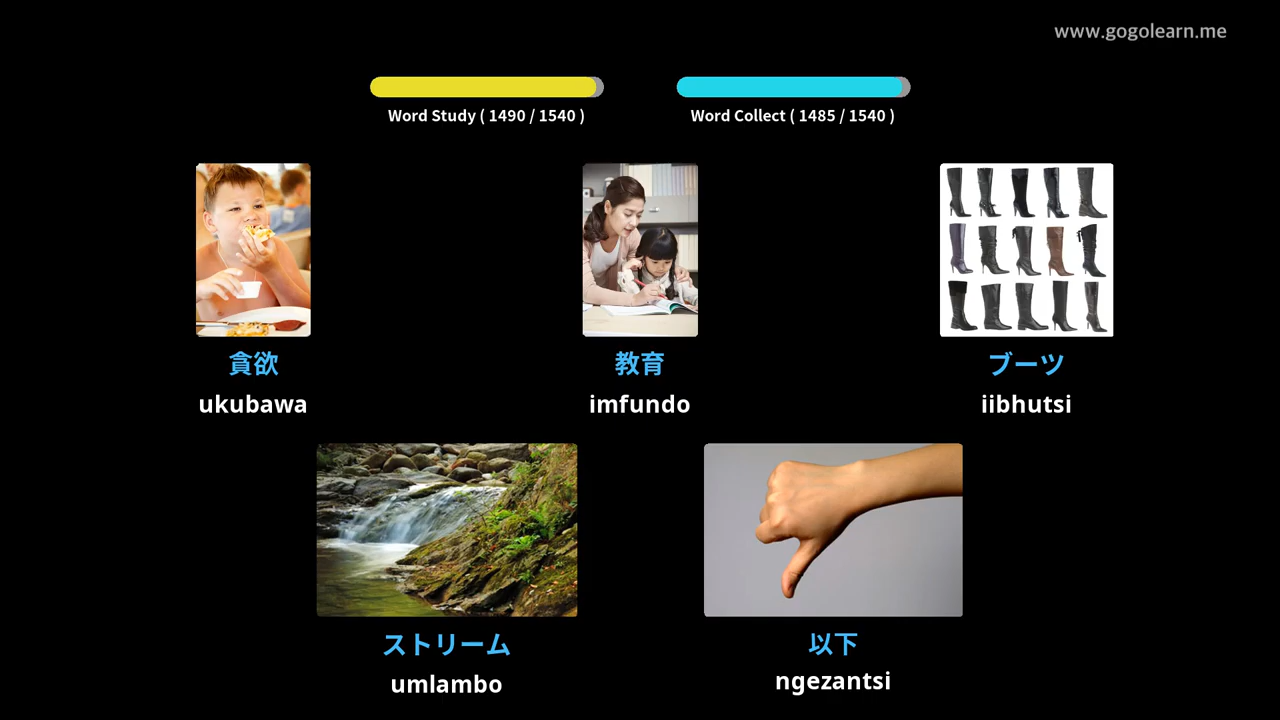 www.gogolearn.me
Word Study ( 1490 / 1540 )
Word Collect ( 1485 / 1540 )
貪欲
ukubawa
教育
imfundo
ブーツ
iibhutsi
ストリーム
umlambo
以下
ngezantsi